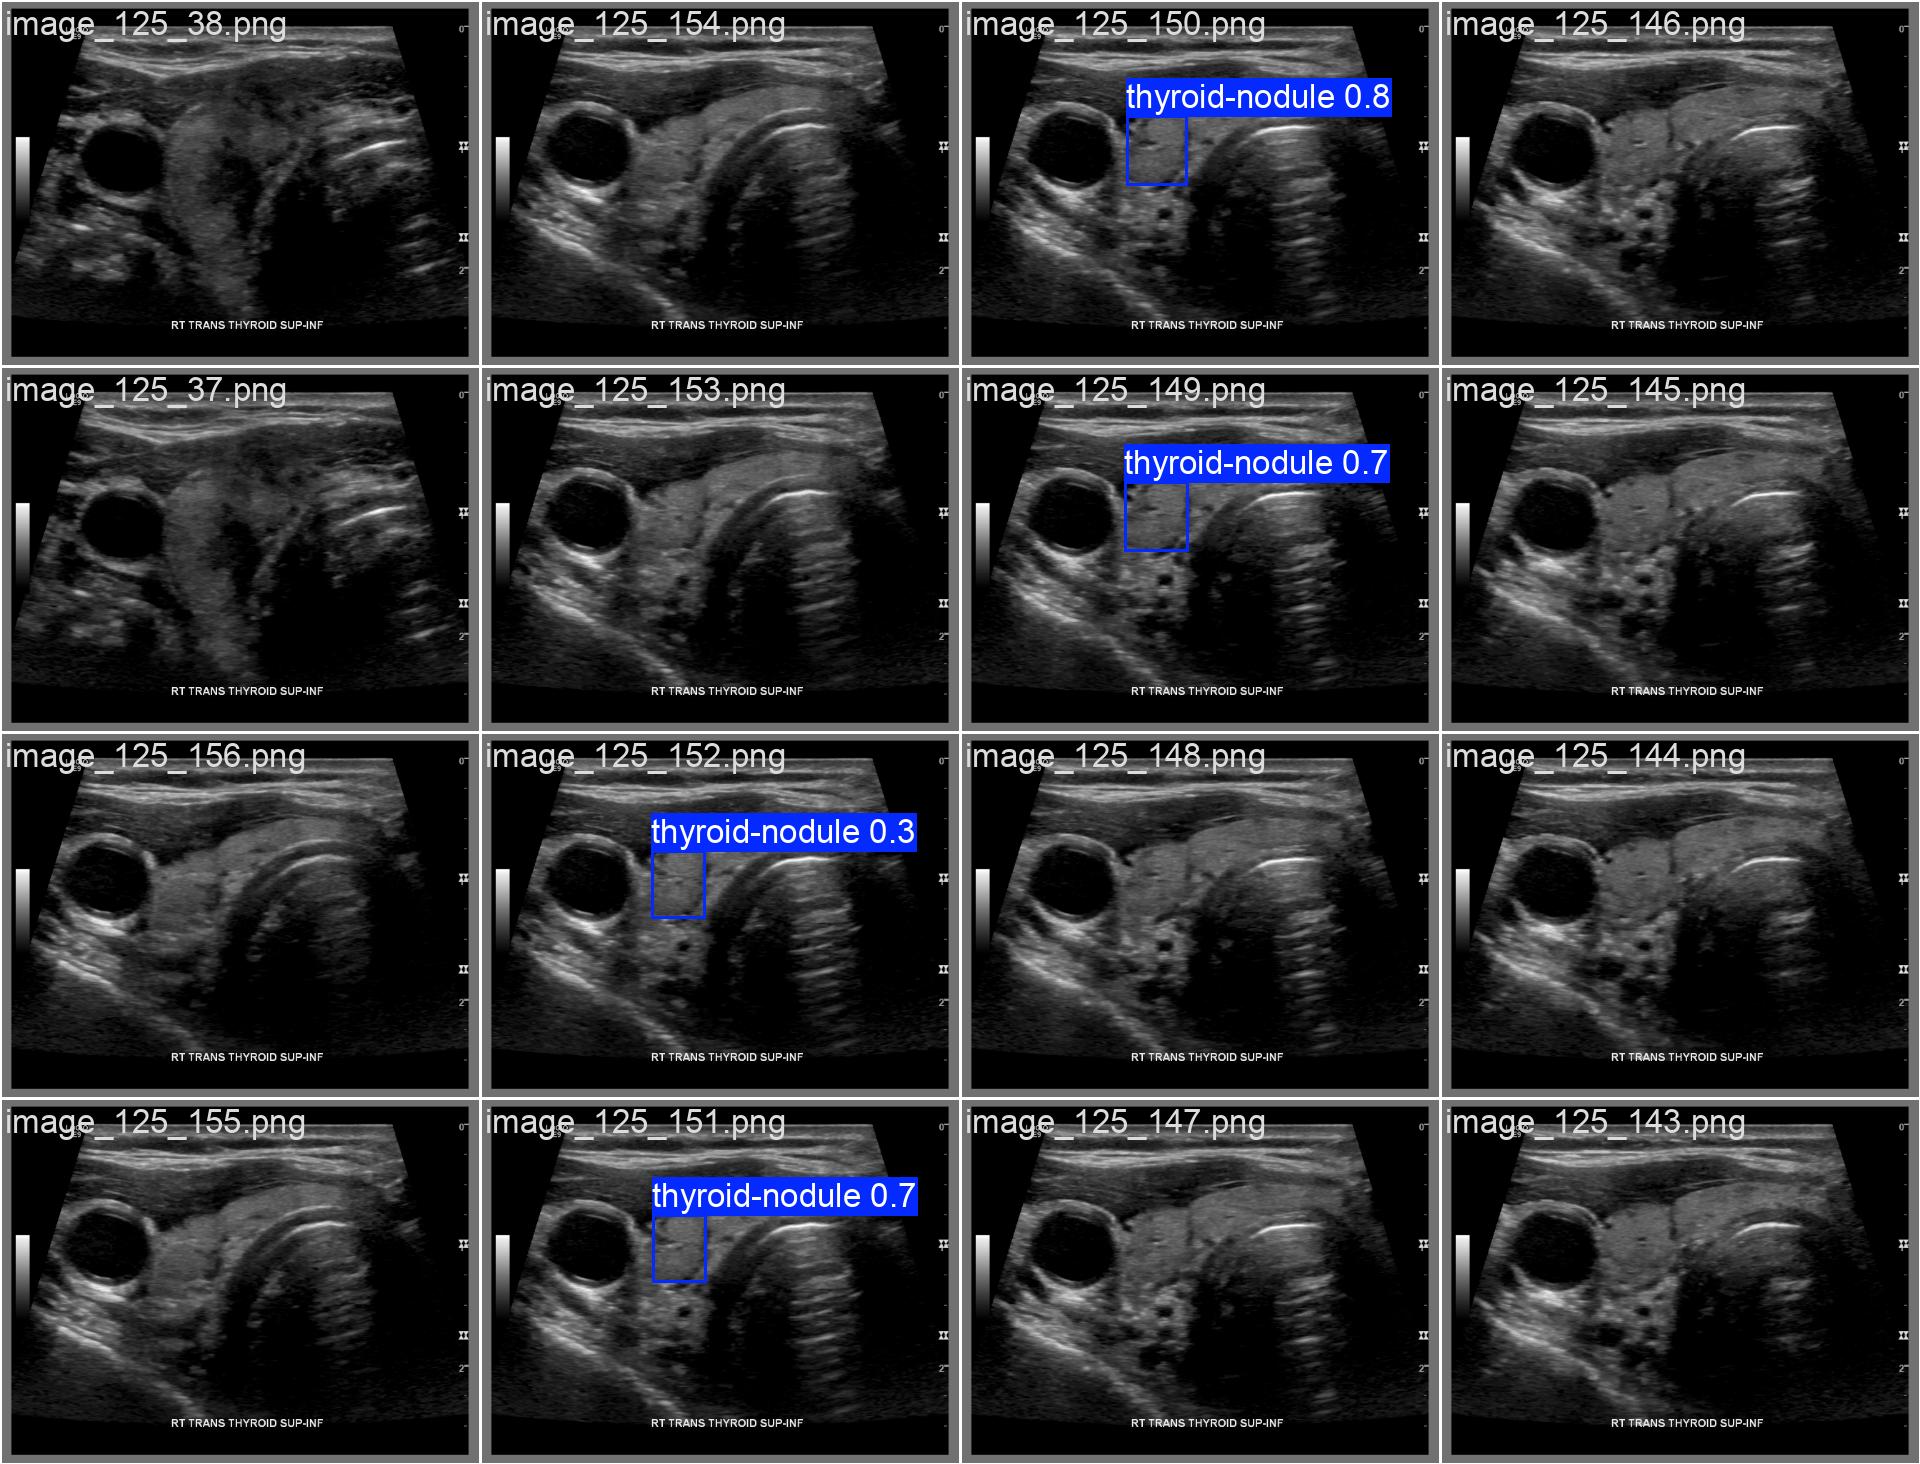 image_125_38.png
RT TRANS THYROID SUP-INF
image_125_154.png
RT TRANS THYROID SUP-INF
image_125_150.png
thyroid-nodule 0.8
RT TRANS THYROID SUP-INF
image_125_146.png
RT TRANS THYROID SUP-INF
image_125_37.png
RT TRANS THYROID SUP-INF
image_125_153.png
RT TRANS THYROID SUP-INF
image_125_149.png
thyroid-nodule 0.7
RT TRANS THYROID SUP-INF
image_125_145.png
RT TRANS THYROID SUP-INF
image_125_156.png
RT TRANS THYROID SUP-INF
image_125_152.png
thyroid-nodule 0.3
RT TRANS THYROID SUP-INF
image_125_148.png
RT TRANS THYROID SUP-INF
image_125_144.png
RT TRANS THYROID SUP-INF
image_125_155.png
RT TRANS THYROID SUP-INF
image_125_151.png
thyroid-nodule 0.7
RT TRANS THYROID SUP-INF
image_125_147.png
RT TRANS THYROID SUP-INF
image_125_143.png
RT TRANS THYROID SUP-INF